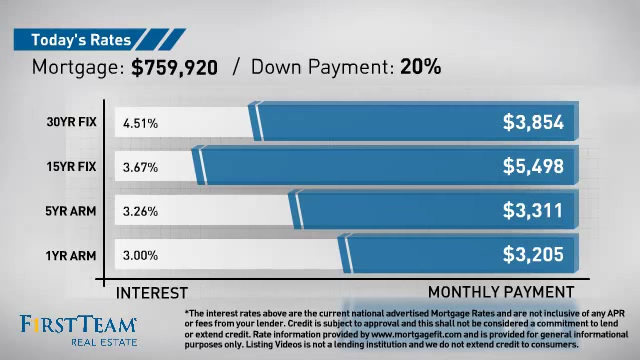 Today's Rates
Mortgage: $759,920 / Down Payment: 20%
30YR FIX 4.51% $3,854
15YR FIX 3.67% $5,498
5YR ARM 3.26% $3,311
1YR ARM 3.00% $3,205
INTEREST MONTHLY PAYMENT
FIRSTTEAM®
REAL ESTATE
*The interest rates above are the current national advertised Mortgage Rates and are not inclusive of any APR
or fees from your lender. Credit is subject to approval and this shall not be considered a commitment to lend
or extend credit. Rate information provided by www.mortgagefit.com and is provided for general informational
purposes only. Listing Videos is not a lending institution and we do not extend credit to consumers.